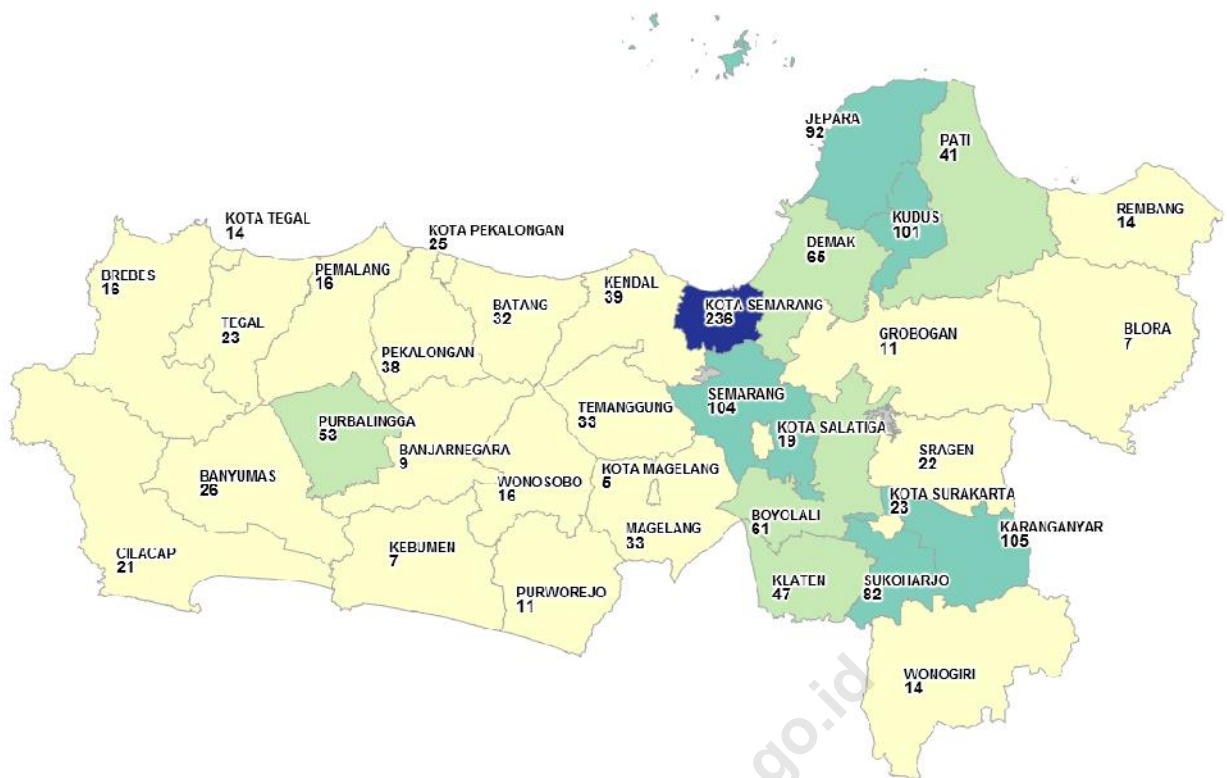 JEPARA
92
PATI
41
REMBANG
14
KUDUS
101
DEMAK
65
KOTA TEGAL
14
KOTA PEKALONGAN
25
BREBES
16
PEMALANG
16
KENDAL
39
BATANG
32
KOTA SEMARANG
236
TEGAL
23
GROBOGAN
11
BLORA
7
PEKALONGAN
38
SEMARANG
104
TEMANGGUNG
33
PURBALINGGA
53
KOTA SALATIGA
19
BANJARNEGARA
9
SRAGEN
22
BANYUMAS
26
WONOSOBO
16
KOTA MAGELANG
5
KOTA SURAKARTA
23
BOYOLALI
61
KARANGANYAR
105
MAGELANG
33
CILACAP
21
KEBUMEN
7
KLATEN
47
SUKOHARJO
82
PURWOREJO
11
WONOGIRI
14
go.id